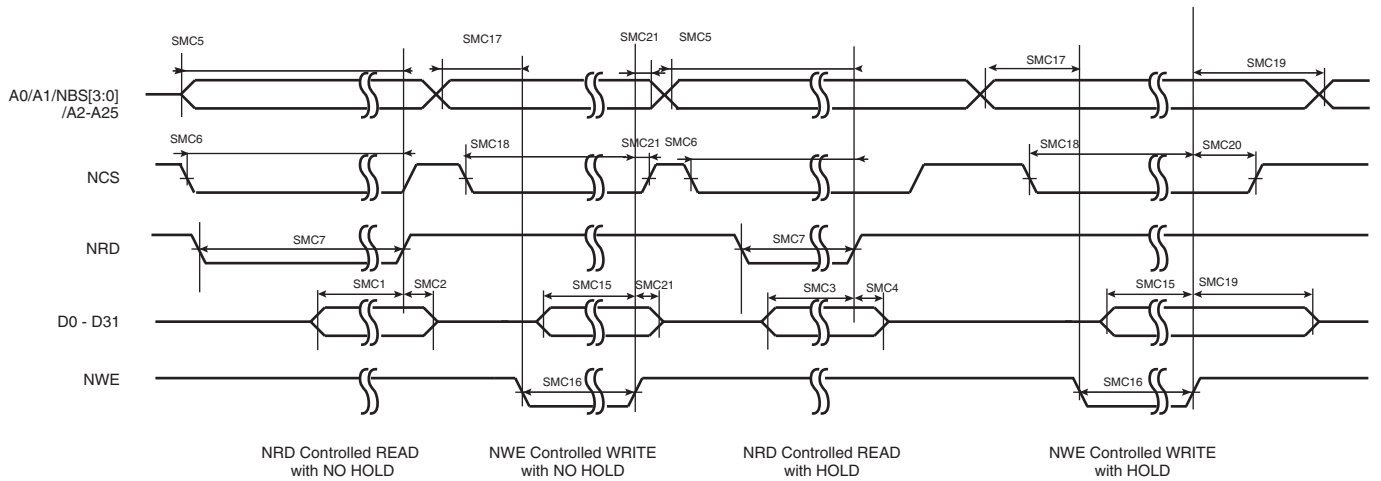 SMC5 SMC17 SMC21 SMC5 SMC17 SMC19
A0/A1/NBS[3:0]
/A2-A25
SMC6 SMC18 SMC21 SMC6 SMC18 SMC20
NCS
SMC7 SMC7
NRD
SMC1 SMC2 SMC15 SMC21 SMC3 SMC4 SMC15 SMC19
D0 - D31
NWE
SMC16 SMC16
NRD Controlled READ
with NO HOLD
NWE Controlled WRITE
with NO HOLD
NRD Controlled READ
with HOLD
NWE Controlled WRITE
with HOLD